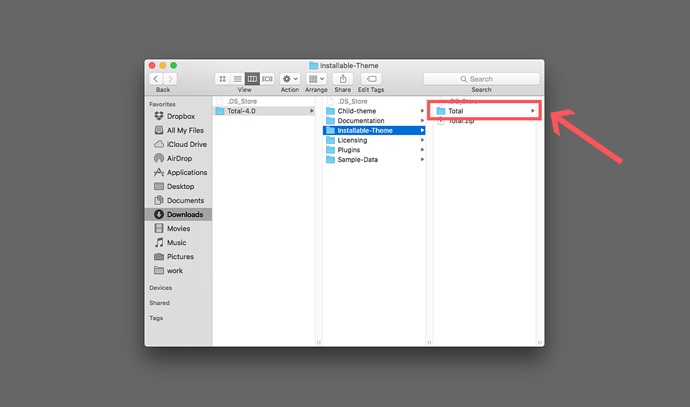 Installable-Theme
Back
View
Action
Arrange
Share
Edit Tags
Search
Search
Favorites
Dropbox
All My Files
iCloud Drive
AirDrop
Applications
Desktop
Documents
Downloads
Movies
Music
Pictures
work
Devices
Shared
Tags
.DS_Store
Total-4.0
.DS_Store
Child-theme
Documentation
Installable-Theme
Licensing
Plugins
Sample-Data
.DS_Store
Total
Total.zip